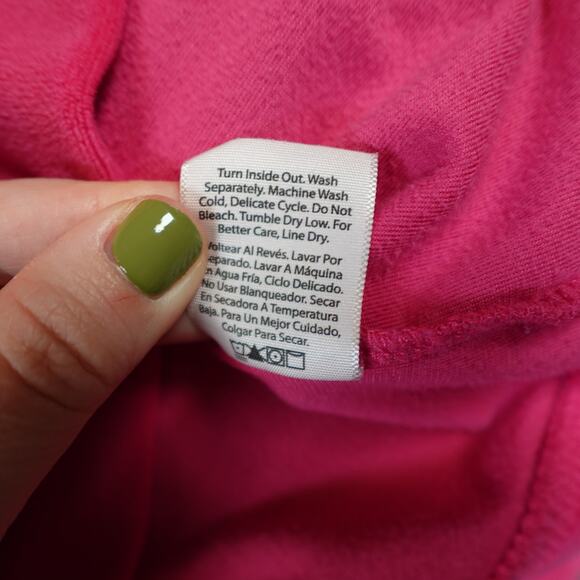 Turn Inside Out. Wash
Separately. Machine Wash
Cold, Delicate Cycle. Do Not
Bleach. Tumble Dry Low. For
Better Care, Line Dry.
Voltear Al Revés. Lavar Por
eparado. Lavar A Máquina
n Agua Fría, Ciclo Delicado.
No Usar Blanqueador. Secar
En Secadora A Temperatura
Baja. Para Un Mejor Cuidado,
Colgar Para Secar.